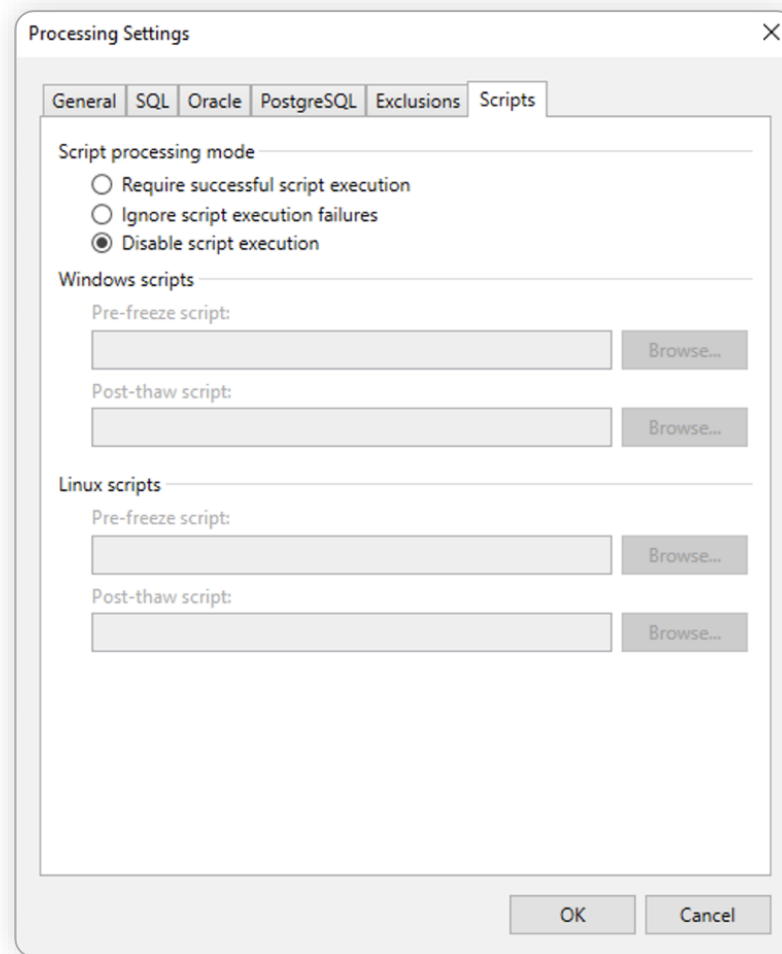 Processing Settings
General SQL Oracle PostgreSQL Exclusions Scripts
Script processing mode
Require successful script execution
Ignore script execution failures
Disable script execution
Windows scripts
Pre-freeze script:
Browse...
Post-thaw script:
Browse...
Linux scripts
Pre-freeze script:
Browse...
Post-thaw script:
Browse...
OK Cancel